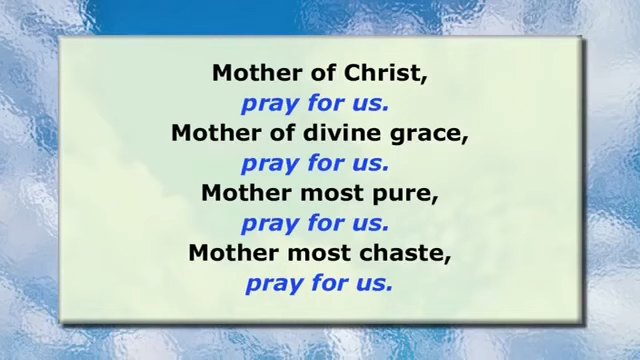 Mother of Christ,
pray for us.
Mother of divine grace,
pray for us.
Mother most pure,
pray for us.
Mother most chaste,
pray for us.